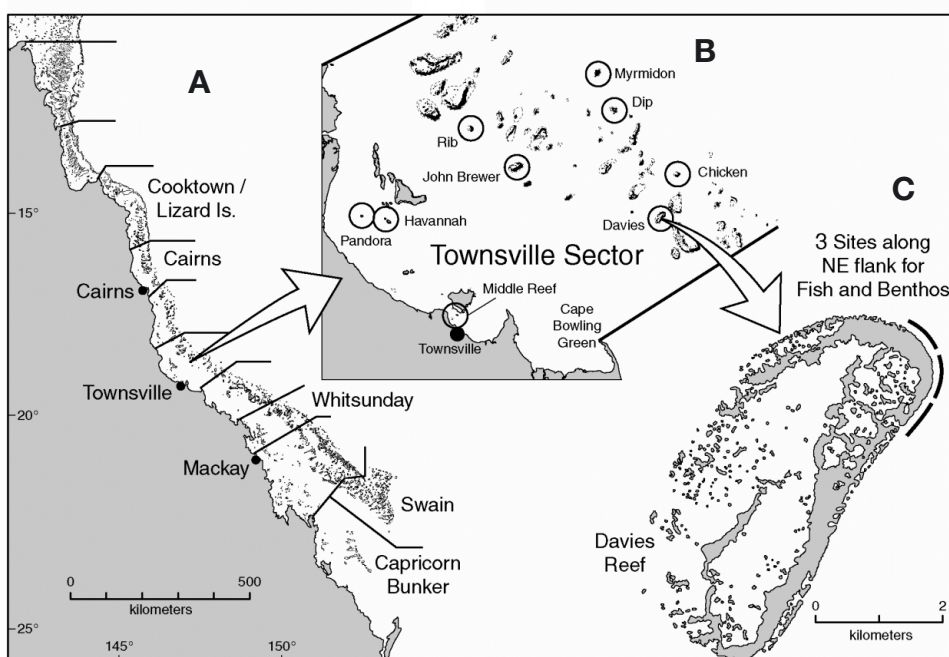 A
Cooktown /
Lizard Is.
Cairns
Cairns
Townsville
Whitsunday
Mackay
Swain
Capricorn
Bunker
0 500
kilometers
15°
20°
25°
145°
150°
B
Myrmidon
Dip
Rib
John Brewer
Chicken
Davies
Havannah
Pandora
Townsville Sector
Middle Reef
Cape
Bowling
Green
Townsville
C
3 Sites along
NE flank for
Fish and Benthos
Davies
Reef
0 2
kilometers